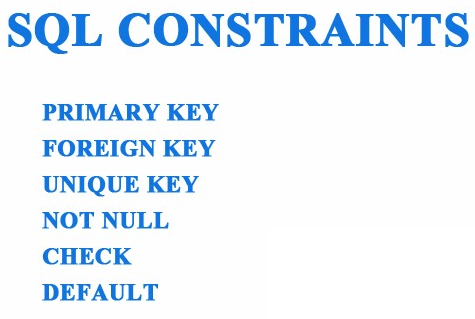 SQL CONSTRAINTS
PRIMARY KEY
FOREIGN KEY
UNIQUE KEY
NOT NULL
CHECK
DEFAULT